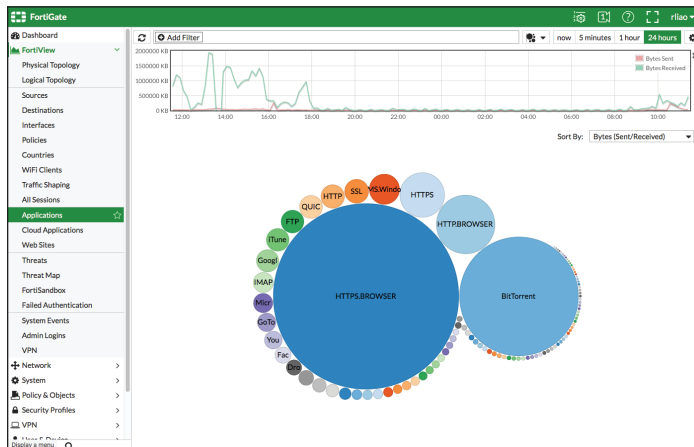 FortiGate
1
rliao
Dashboard
FortiView
Physical Topology
Logical Topology
Sources
Destinations
Interfaces
Policies
Countries
WiFi Clients
Traffic Shaping
All Sessions
Applications
Cloud Applications
Web Sites
Threats
Threat Map
FortiSandbox
Failed Authentication
System Events
Admin Logins
VPN
Network
System
Policy & Objects
Security Profiles
VPN
User & Device
Display a menu
Add Filter
now 5 minutes 1 hour 24 hours
2000000 KB
1500000 KB
1000000 KB
500000 KB
0 KB
Bytes Sent
Bytes Received
12:00 14:00 16:00 18:00 20:00 22:00 00:00 02:00 04:00 06:00 08:00 10:00
Sort By: Bytes (Sent/Received)
HTTPS
MS.Windo
SSL
HTTP
QUIC
FTP
iTune
Googl
IMAP
Micr
GoTo
You
Fac
Dro
HTTP.BROWSER
HTTPS.BROWSER
BitTorrent